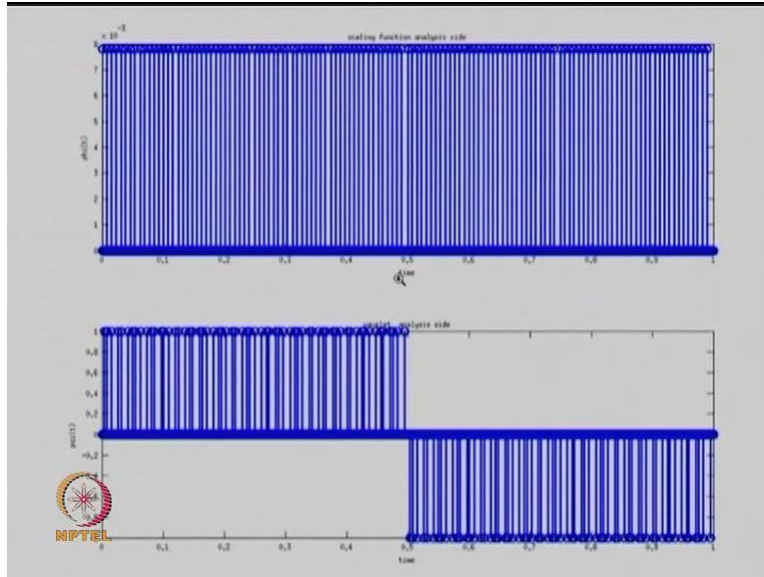 × 10⁻³
scaling function analysis side
8
7
6
5
4
3
2
1
0
phi(t)
0 0.1 0.2 0.3 0.4 0.5 0.6 0.7 0.8 0.9 1
time
wavelet analysis side
1
0.8
0.6
0.4
0.2
0
-0.2
psi(t)
0 0.1 0.2 0.3 0.4 0.5 0.6 0.7 0.8 0.9 1
time
NPTEL